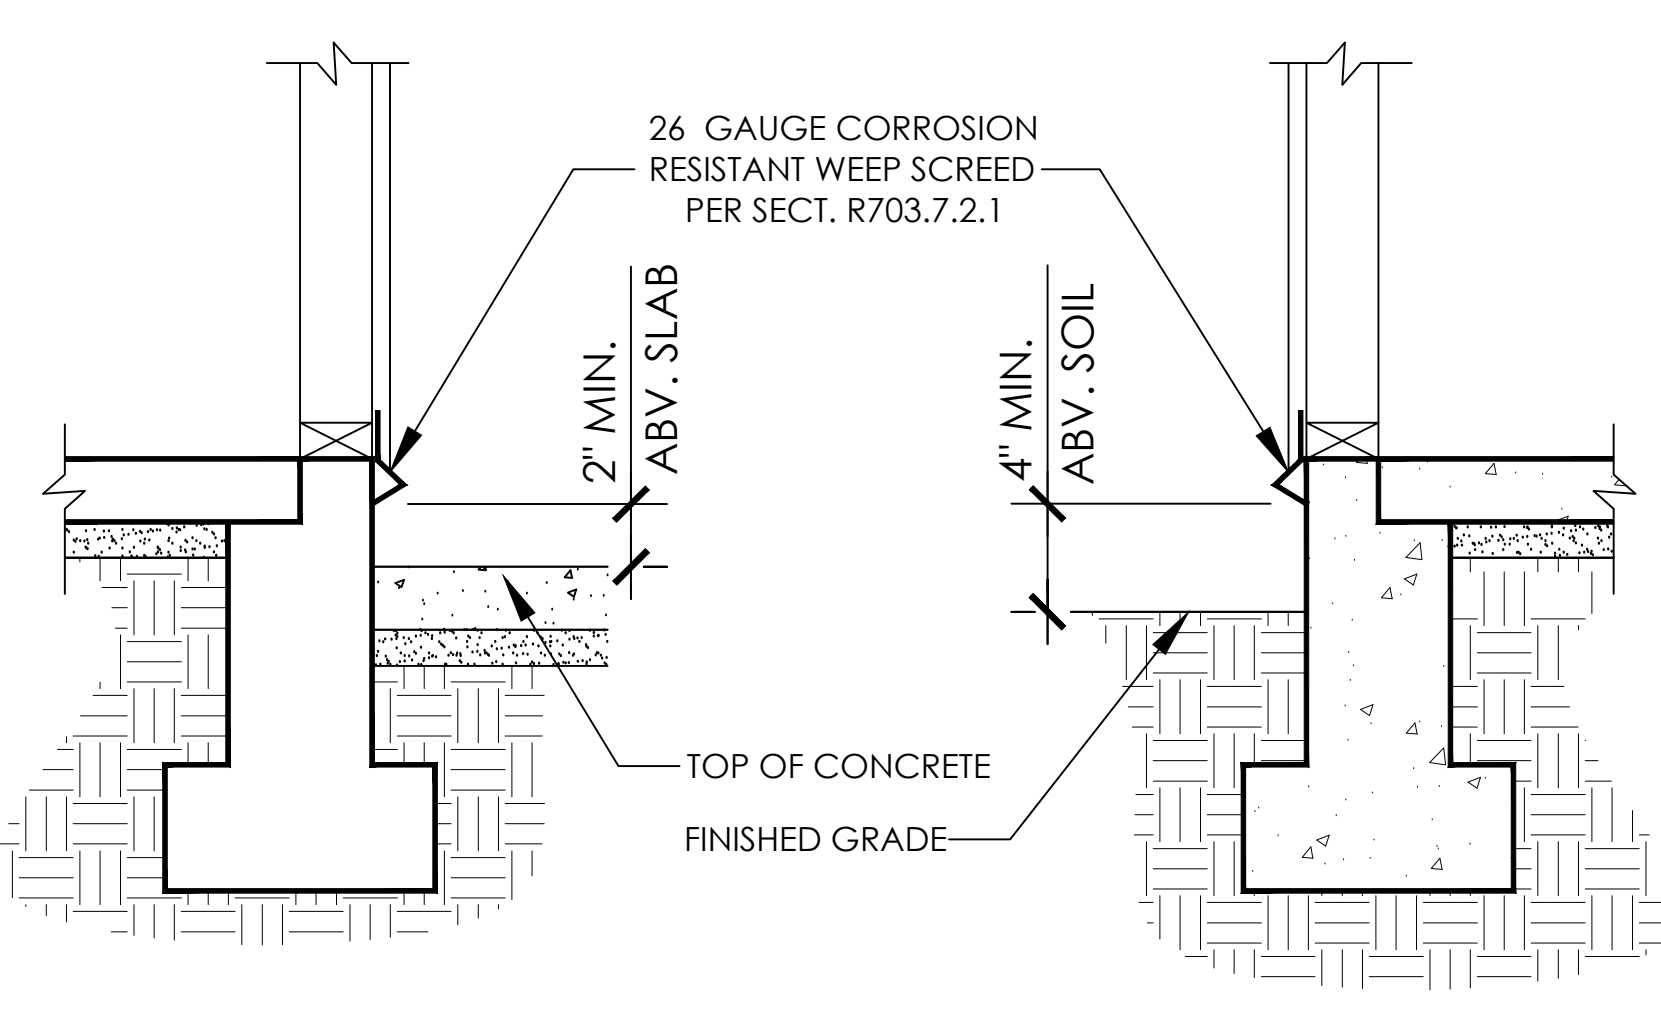 26 GAUGE CORROSION
RESISTANT WEEP SCREED
PER SECT. R703.7.2.1
2" MIN.
ABV. SLAB
4" MIN.
ABV. SOIL
TOP OF CONCRETE
FINISHED GRADE